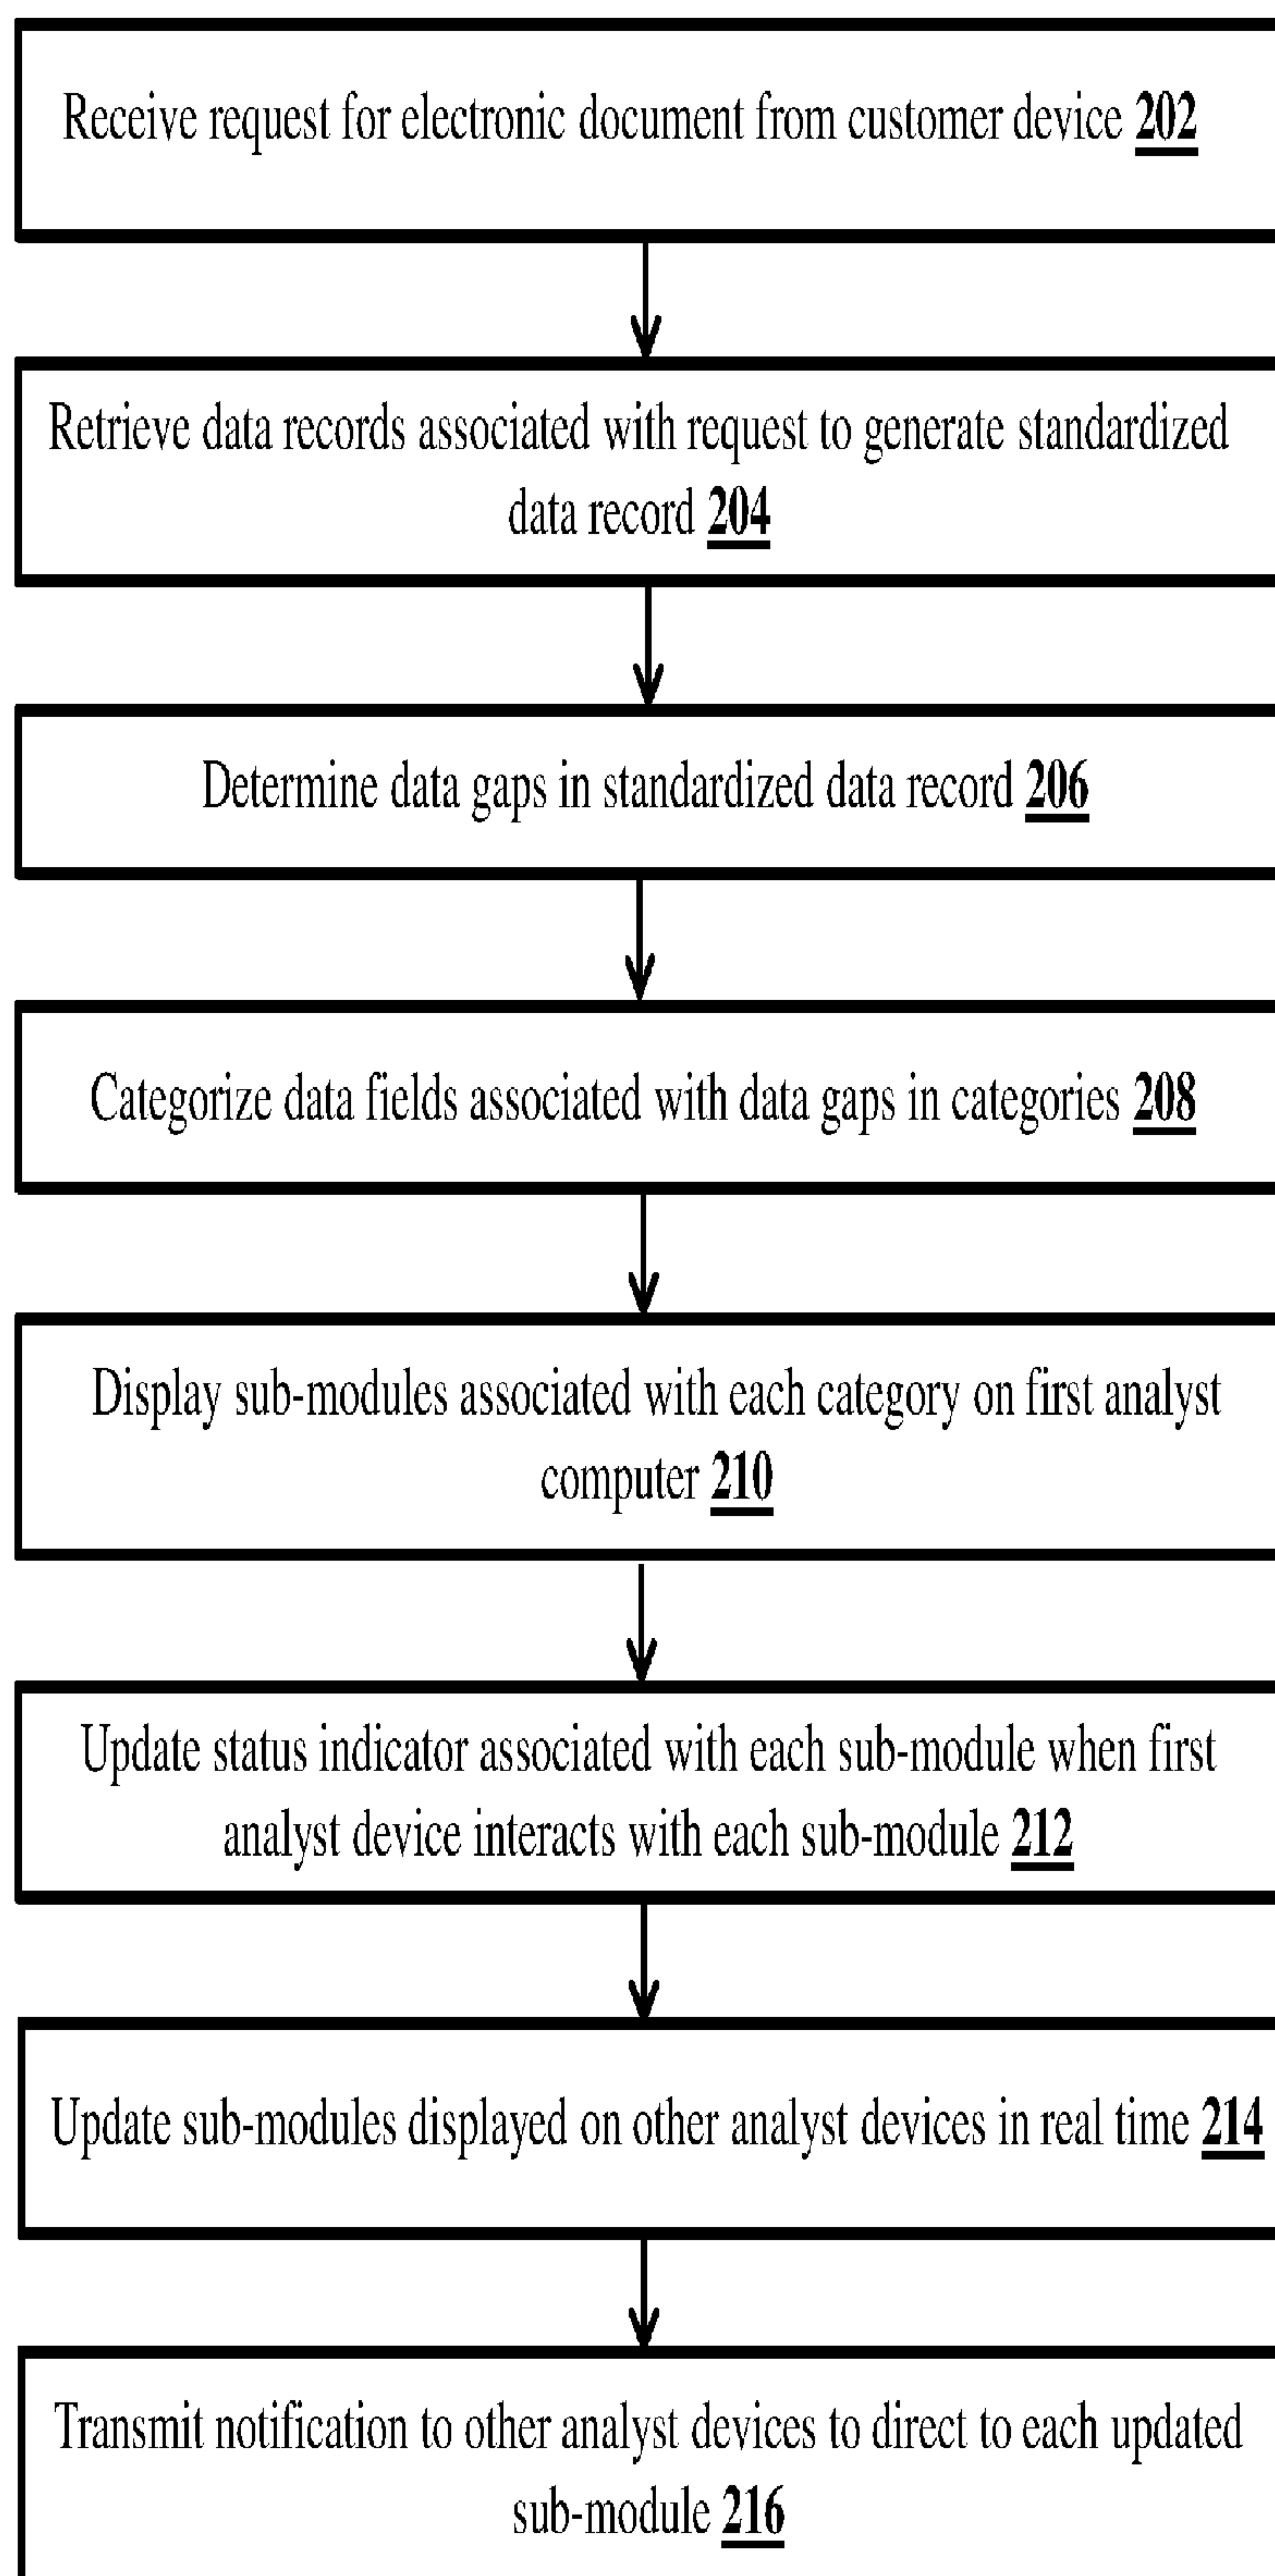 Receive request for electronic document from customer device 202
Retrieve data records associated with request to generate standardized
data record 204
Determine data gaps in standardized data record 206
Categorize data fields associated with data gaps in categories 208
Display sub-modules associated with each category on first analyst
computer 210
Update status indicator associated with each sub-module when first
analyst device interacts with each sub-module 212
Update sub-modules displayed on other analyst devices in real time 214
Transmit notification to other analyst devices to direct to each updated
sub-module 216